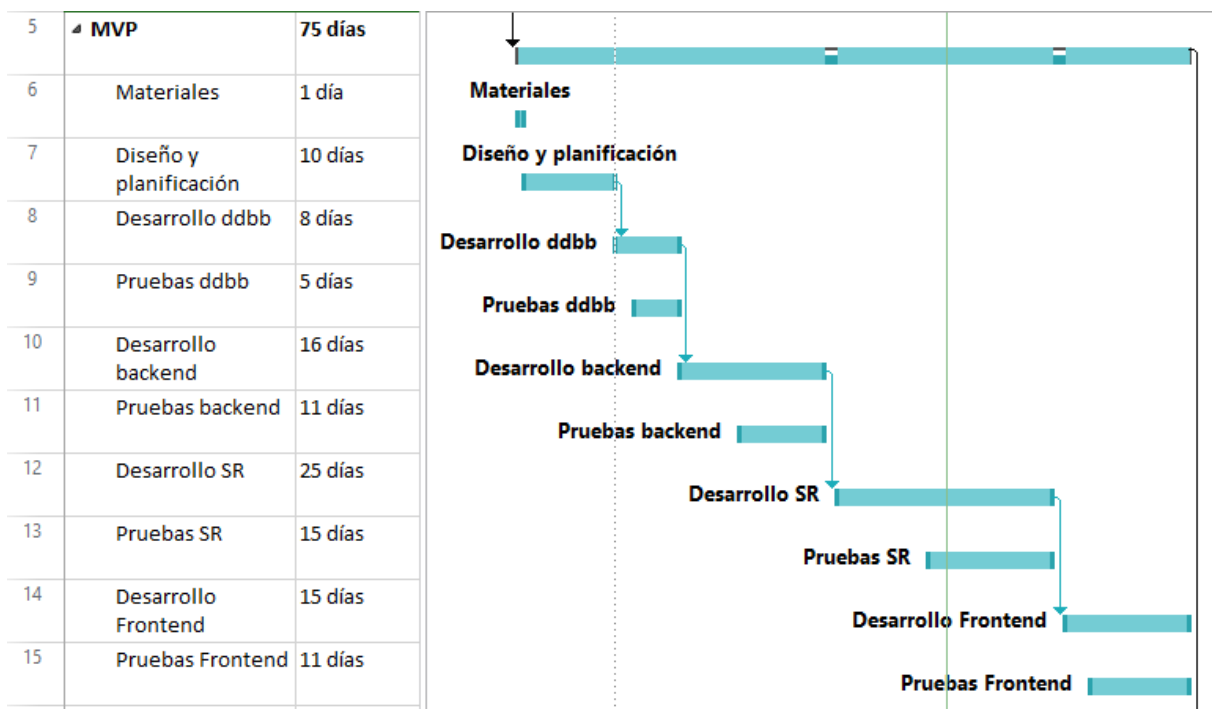 5 MVP 75 días
6 Materiales 1 día Materiales
7 Diseño y 10 días Diseño y planificación
planificación
8 Desarrollo ddbb 8 días Desarrollo ddbb
9 Pruebas ddbb 5 días Pruebas ddbb
10 Desarrollo 16 días Desarrollo backend
backend
11 Pruebas backend 11 días Pruebas backend
12 Desarrollo SR 25 días Desarrollo SR
13 Pruebas SR 15 días Pruebas SR
14 Desarrollo 15 días Desarrollo Frontend
Frontend
15 Pruebas Frontend 11 días Pruebas Frontend